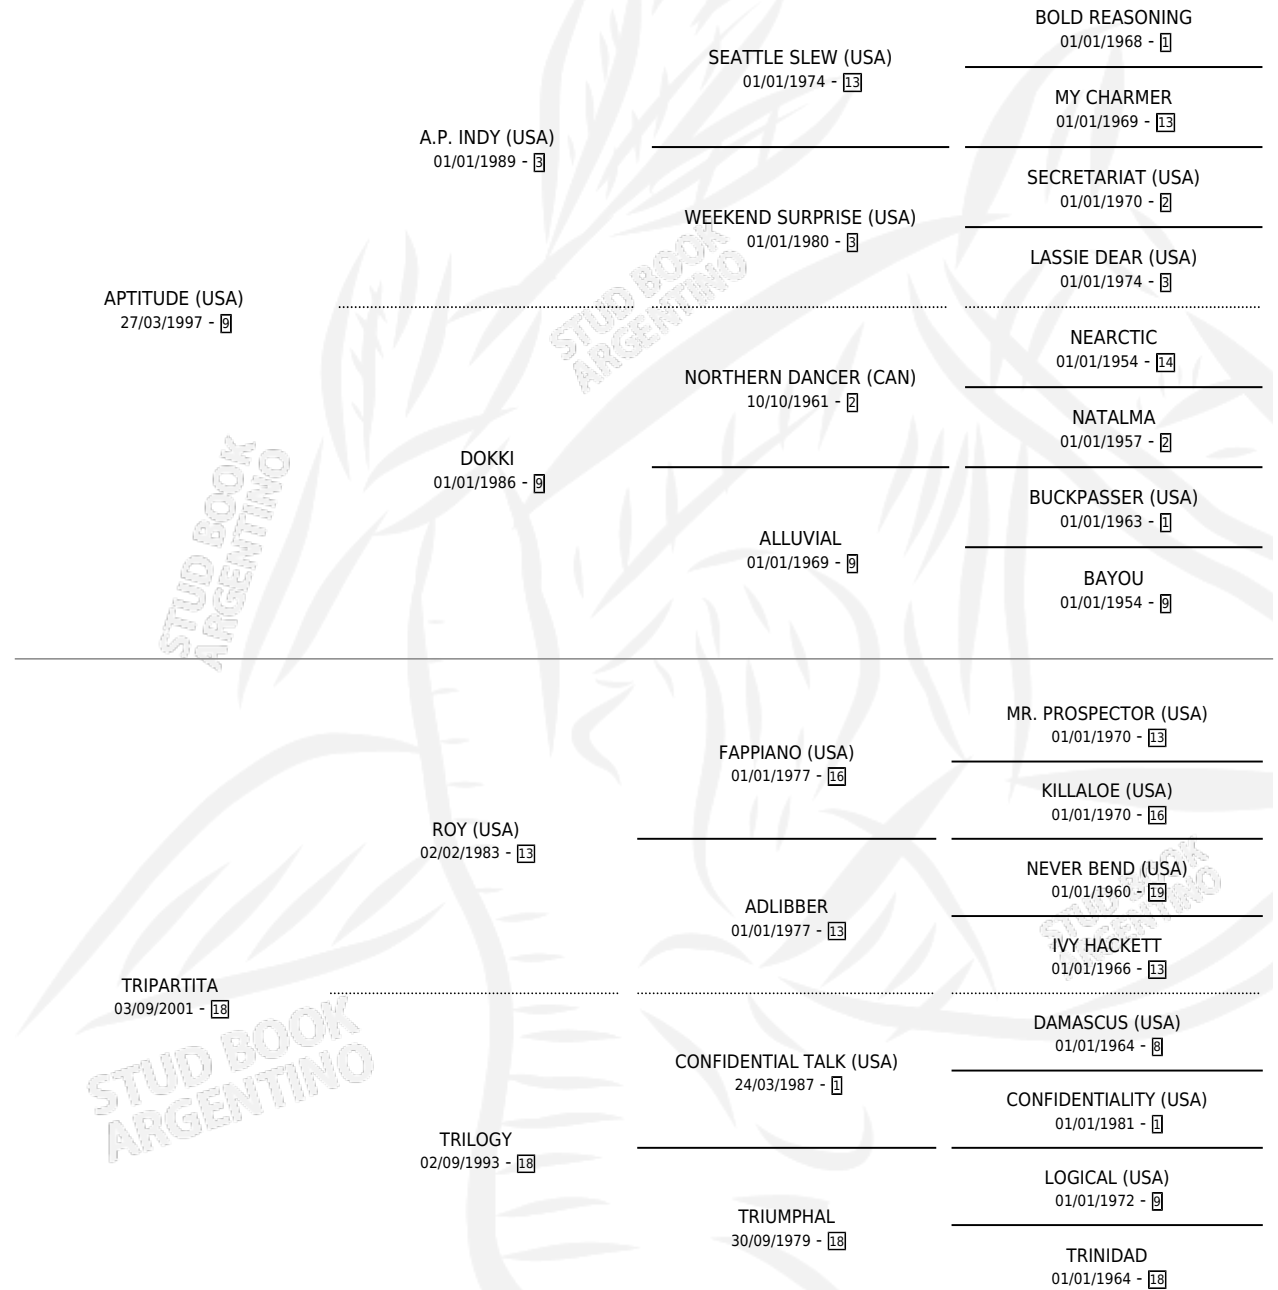 BOLD REASONING
01/01/1968 - 1
SEATTLE SLEW (USA)
01/01/1974 - 13
MY CHARMER
01/01/1969 - 13
A.P. INDY (USA)
01/01/1989 - 3
SECRETARIAT (USA)
01/01/1970 - 2
WEEKEND SURPRISE (USA)
01/01/1980 - 3
LASSIE DEAR (USA)
01/01/1974 - 3
STUD BOOK
ARGENTINO
APTITUDE (USA)
27/03/1997 - 9
NEARCTIC
01/01/1954 - 14
NORTHERN DANCER (CAN)
10/10/1961 - 2
NATALMA
01/01/1957 - 2
DOKKI
01/01/1986 - 9
BUCKPASSER (USA)
01/01/1963 - 1
ALLUVIAL
01/01/1969 - 9
BAYOU
01/01/1954 - 9
STUD BOOK
ARGENTINO
MR. PROSPECTOR (USA)
01/01/1970 - 13
FAPPIANO (USA)
01/01/1977 - 16
KILLALOE (USA)
01/01/1970 - 16
ROY (USA)
02/02/1983 - 13
NEVER BEND (USA)
01/01/1960 - 19
ADLIBBER
01/01/1977 - 13
IVY HACKETT
01/01/1966 - 13
STUD BOOK
ARGENTINO
TRIPARTITA
03/09/2001 - 18
DAMASCUS (USA)
01/01/1964 - 8
CONFIDENTIAL TALK (USA)
24/03/1987 - 1
CONFIDENTIALITY (USA)
01/01/1981 - 1
STUD BOOK
ARGENTINO
TRILOGY
02/09/1993 - 18
LOGICAL (USA)
01/01/1972 - 9
TRIUMPHAL
30/09/1979 - 18
TRINIDAD
01/01/1964 - 18